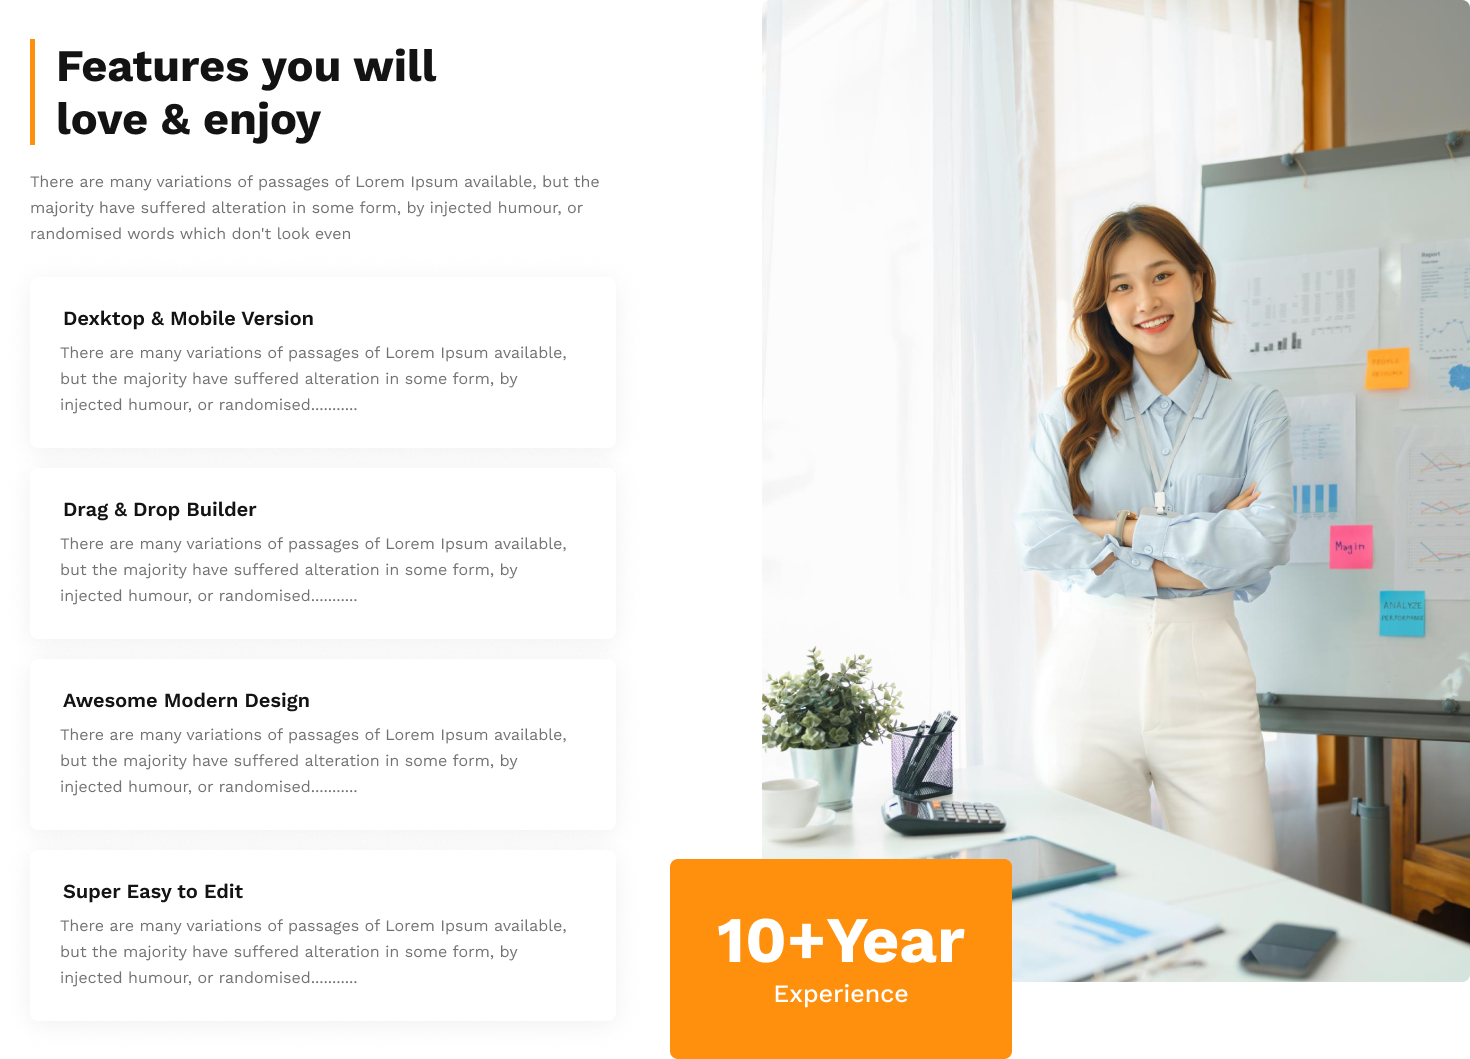 Features you will
love & enjoy
There are many variations of passages of Lorem Ipsum available, but the
majority have suffered alteration in some form, by injected humour, or
randomised words which don't look even
Dexktop & Mobile Version
There are many variations of passages of Lorem Ipsum available,
but the majority have suffered alteration in some form, by
injected humour, or randomised...........
Drag & Drop Builder
There are many variations of passages of Lorem Ipsum available,
but the majority have suffered alteration in some form, by
injected humour, or randomised...........
Awesome Modern Design
There are many variations of passages of Lorem Ipsum available,
but the majority have suffered alteration in some form, by
injected humour, or randomised...........
Super Easy to Edit
There are many variations of passages of Lorem Ipsum available,
but the majority have suffered alteration in some form, by
injected humour, or randomised...........
Report
Margin
ANALYZE
PERFORMANCE
10+Year
Experience